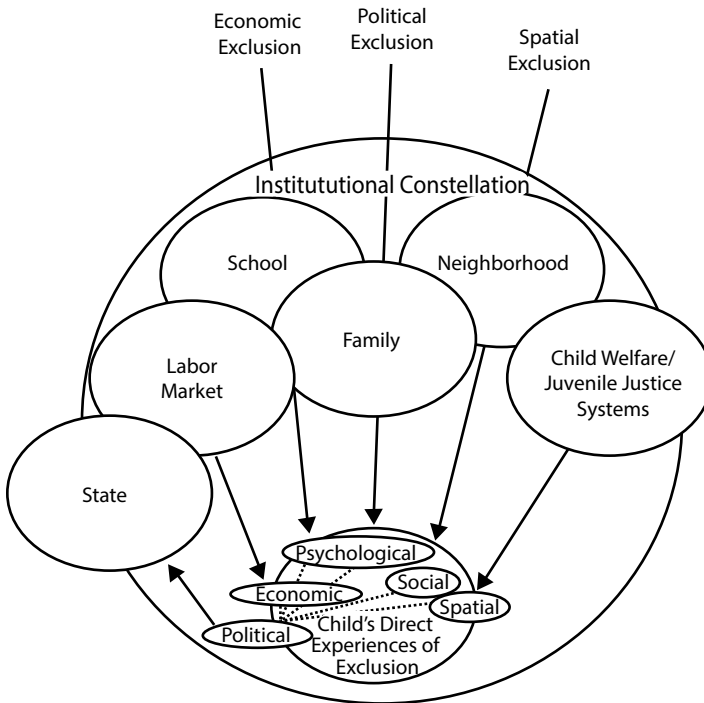 Economic
Exclusion
Political
Exclusion
Spatial
Exclusion
Institututional Constellation
School
Neighborhood
Family
Labor
Market
Child Welfare/
Juvenile Justice
Systems
State
Psychological
Social
Economic
Spatial
Political
Child’s Direct
Experiences of
Exclusion